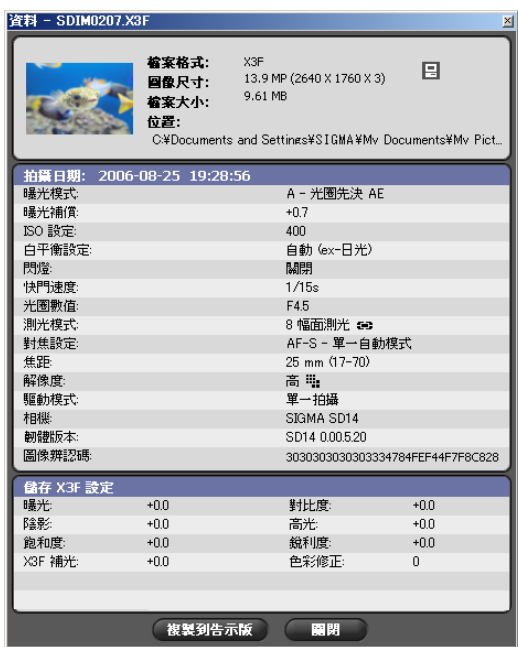 資料 - SDIM0207.X3F
檔案格式: X3F
圖像尺寸: 13.9 MP (2640 X 1760 X 3)
檔案大小: 9.61 MB
位置:
C:¥Documents and Settings¥SIGMA¥My Documents¥My Pict...
拍攝日期: 2006-08-25 19:28:56
曝光模式: A - 光圈先決 AE
曝光補償: +0.7
ISO 設定: 400
白平衡設定: 自動 (ex-日光)
閃燈: 關閉
快門速度: 1/15s
光圈數值: F4.5
測光模式: 8 幅面測光
對焦設定: AF-S - 單一自動模式
焦距: 25 mm (17-70)
解像度: 高
驅動模式: 單一拍攝
相機: SIGMA SD14
韌體版本: SD14 0.00.5.20
圖像辨認碼: 3030303030303334784FEF44F7F8C828
儲存 X3F 設定
曝光: +0.0 對比度: +0.0
陰影: +0.0 高光: +0.0
飽和度: +0.0 銳利度: +0.0
X3F 補光: +0.0 色彩修正: 0
複製到告示版 關閉